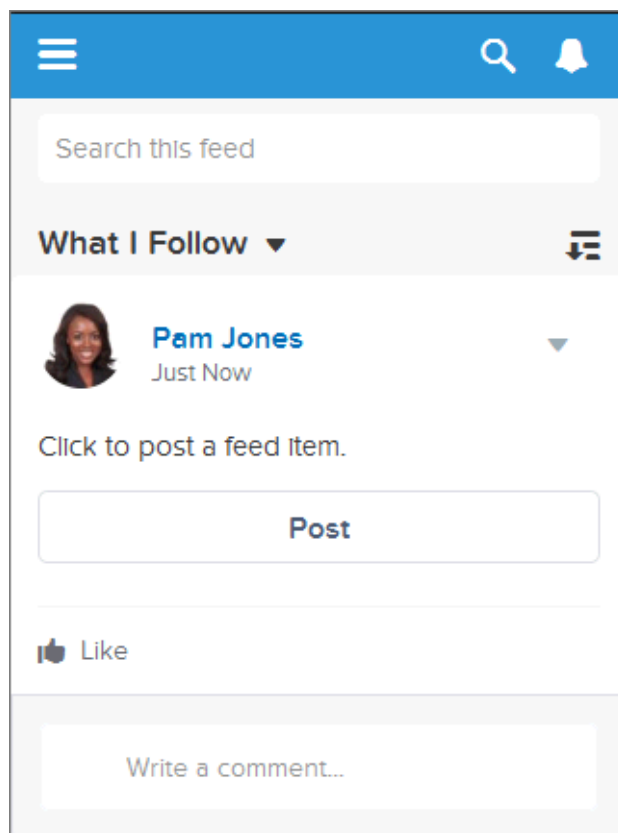 Search this feed
What I Follow
Pam Jones
Just Now
Click to post a feed item.
Post
Like
Write a comment...